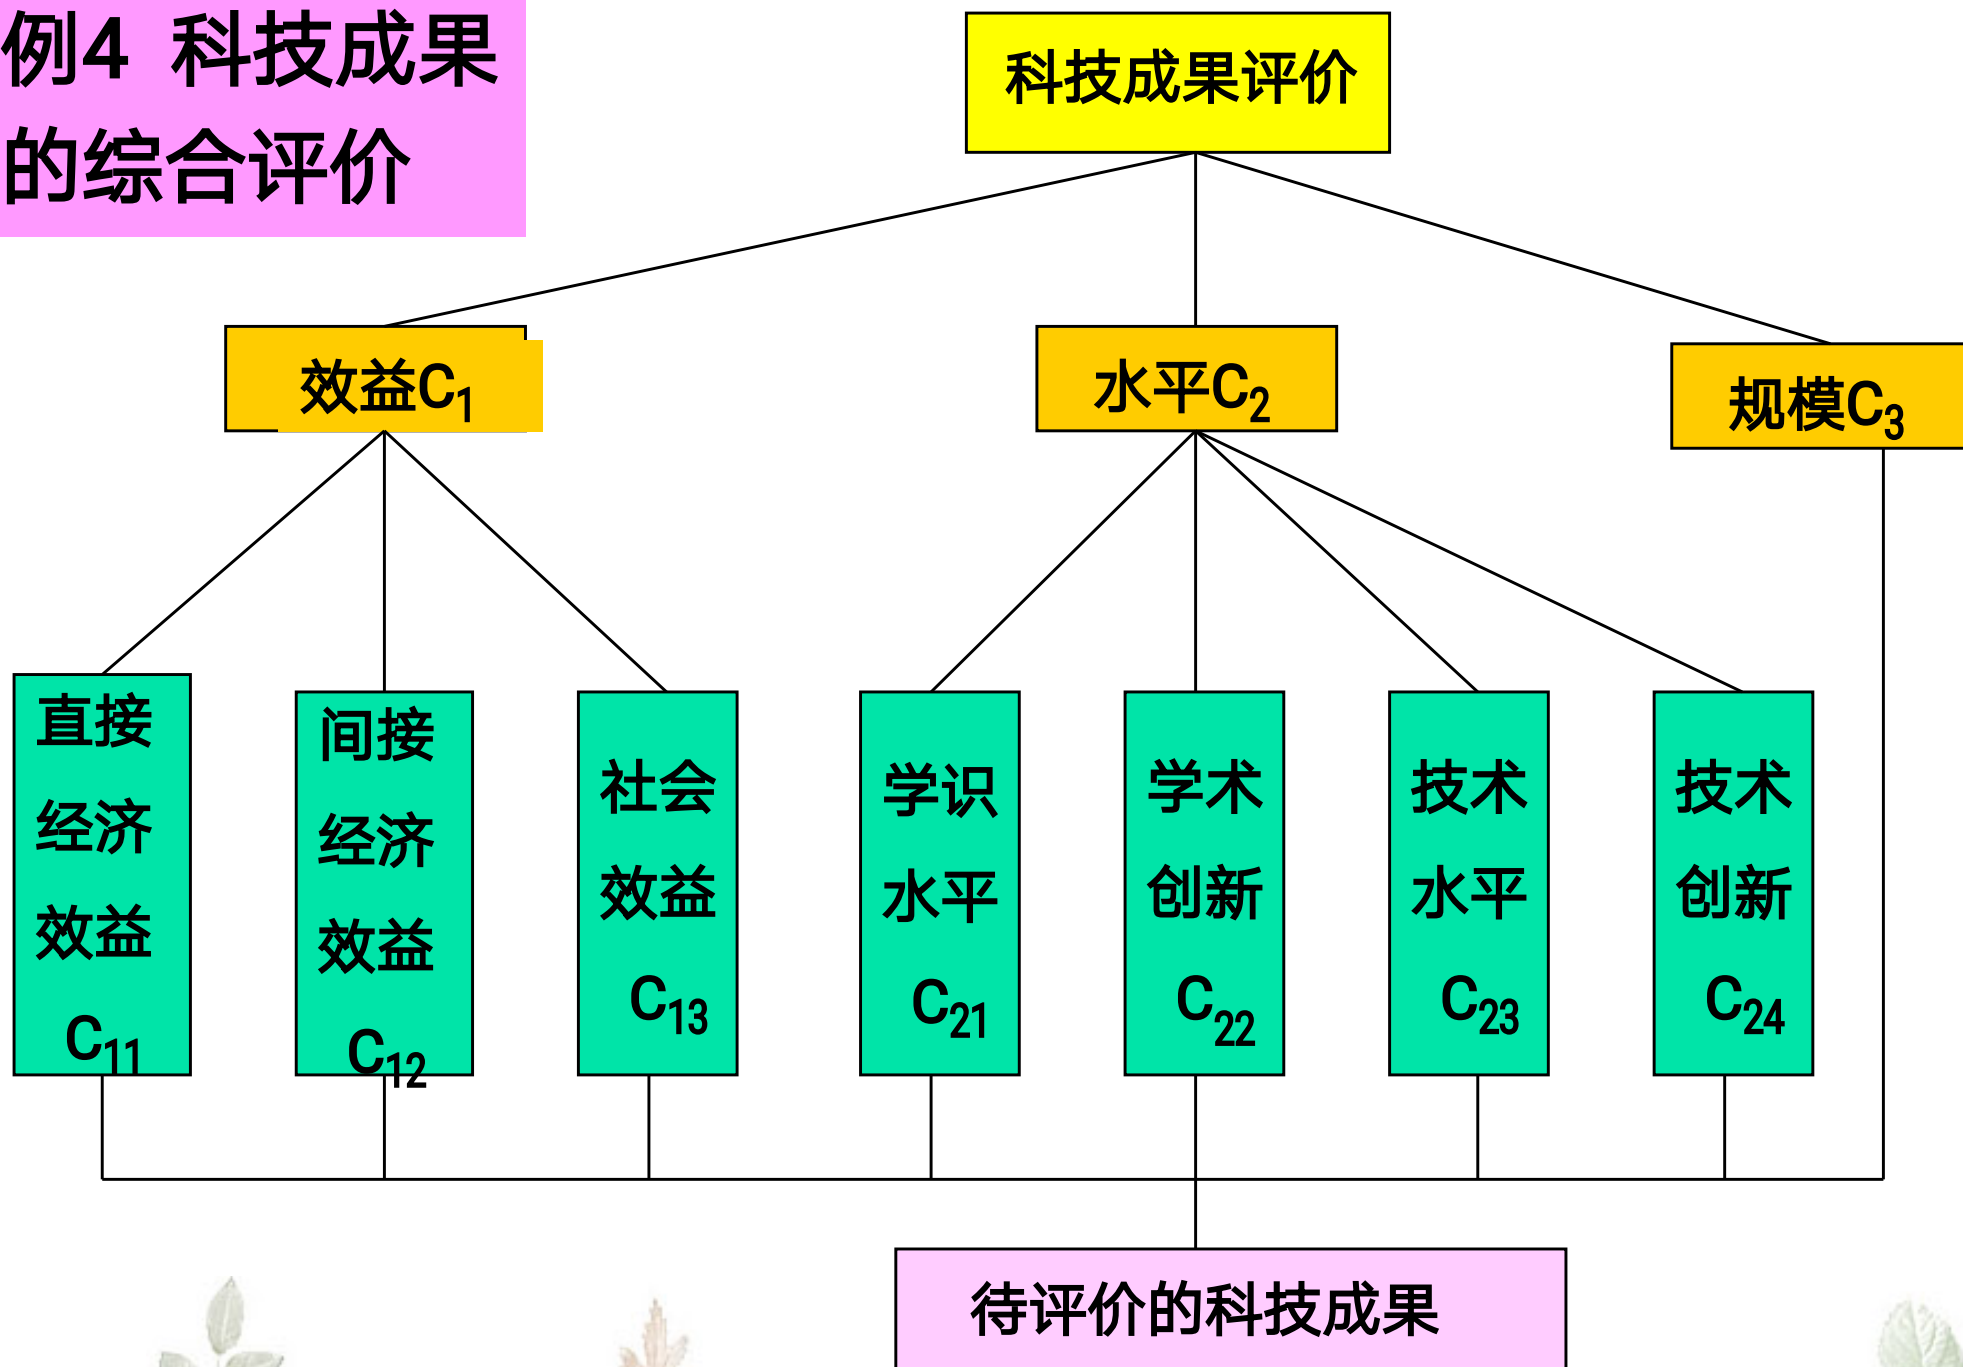 例4 科技成果
的综合评价
科技成果评价
效益C₁
水平C₂
规模C₃
直接
经济
效益
C₁₁
间接
经济
效益
C₁₂
社会
效益
C₁₃
学识
水平
C₂₁
学术
创新
C₂₂
技术
水平
C₂₃
技术
创新
C₂₄
待评价的科技成果